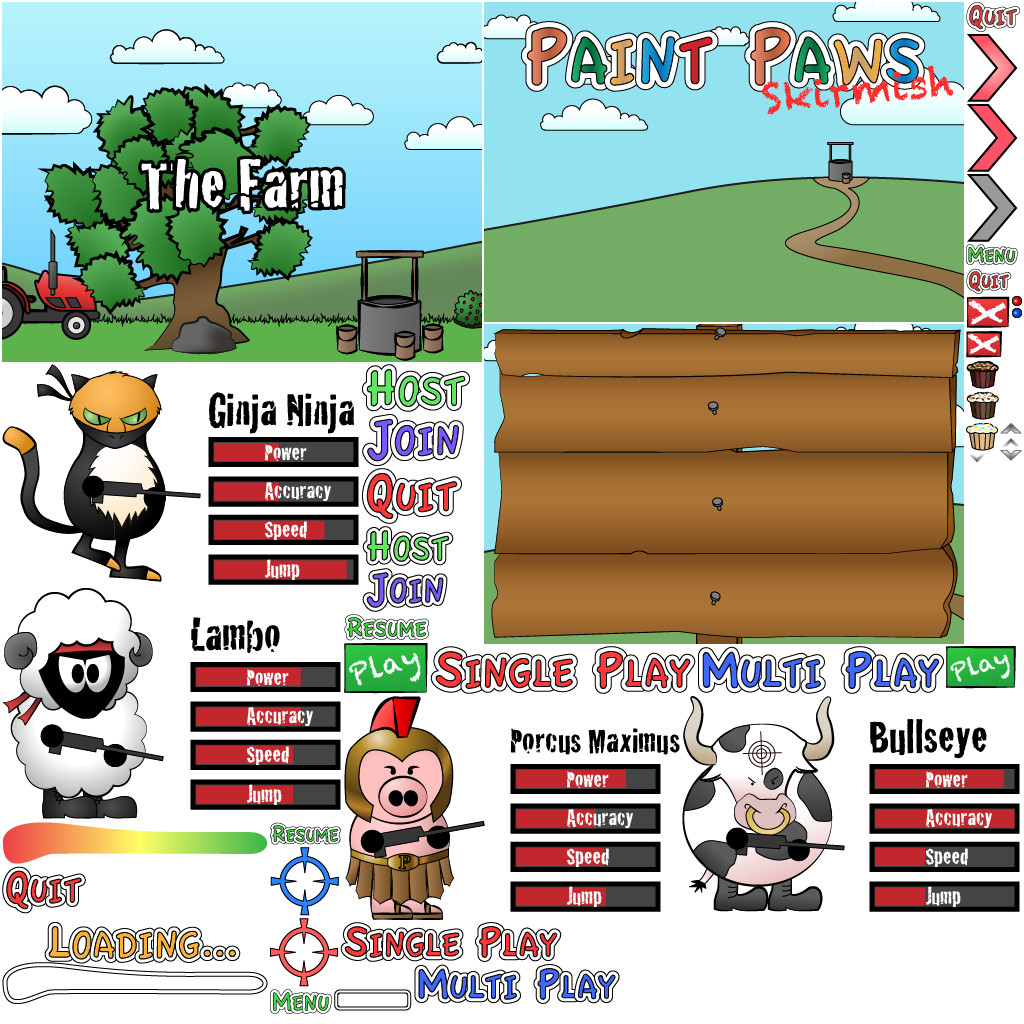 QUIT
PAINT PAWS
Skirmish
The Farm
MENU
QUIT
Ginja Ninja
Power
Accuracy
Speed
Jump
HOST
JOIN
QUIT
HOST
JOIN
RESUME
Lambo
Power
Accuracy
Speed
Jump
play
SINGLE PLAY
MULTI PLAY
play
Porcus Maximus
Power
Accuracy
Speed
Jump
P
Bullseye
Power
Accuracy
Speed
Jump
RESUME
QUIT
LOADING...
SINGLE PLAY
MULTI PLAY
MENU